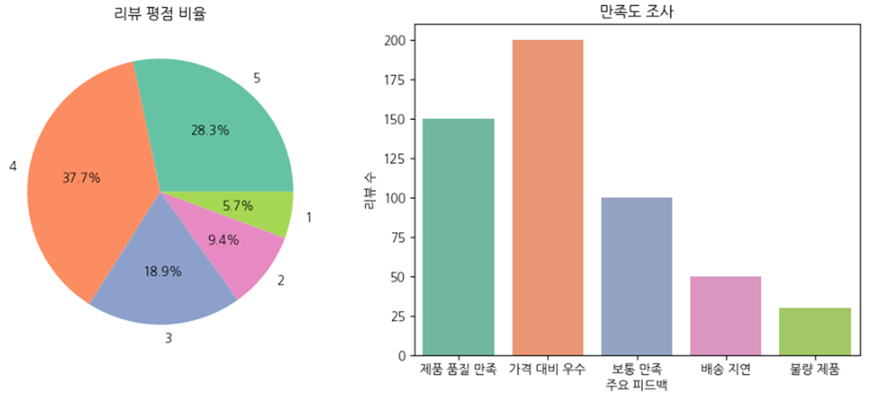 리뷰 평점 비율
5
28.3%
4
37.7%
5.7%
1
9.4%
2
18.9%
3
만족도 조사
200
175
150
125
100
75
50
25
0
리뷰 수
제품 품질 만족
가격 대비 우수
보통 만족
배송 지연
불량 제품
주요 피드백